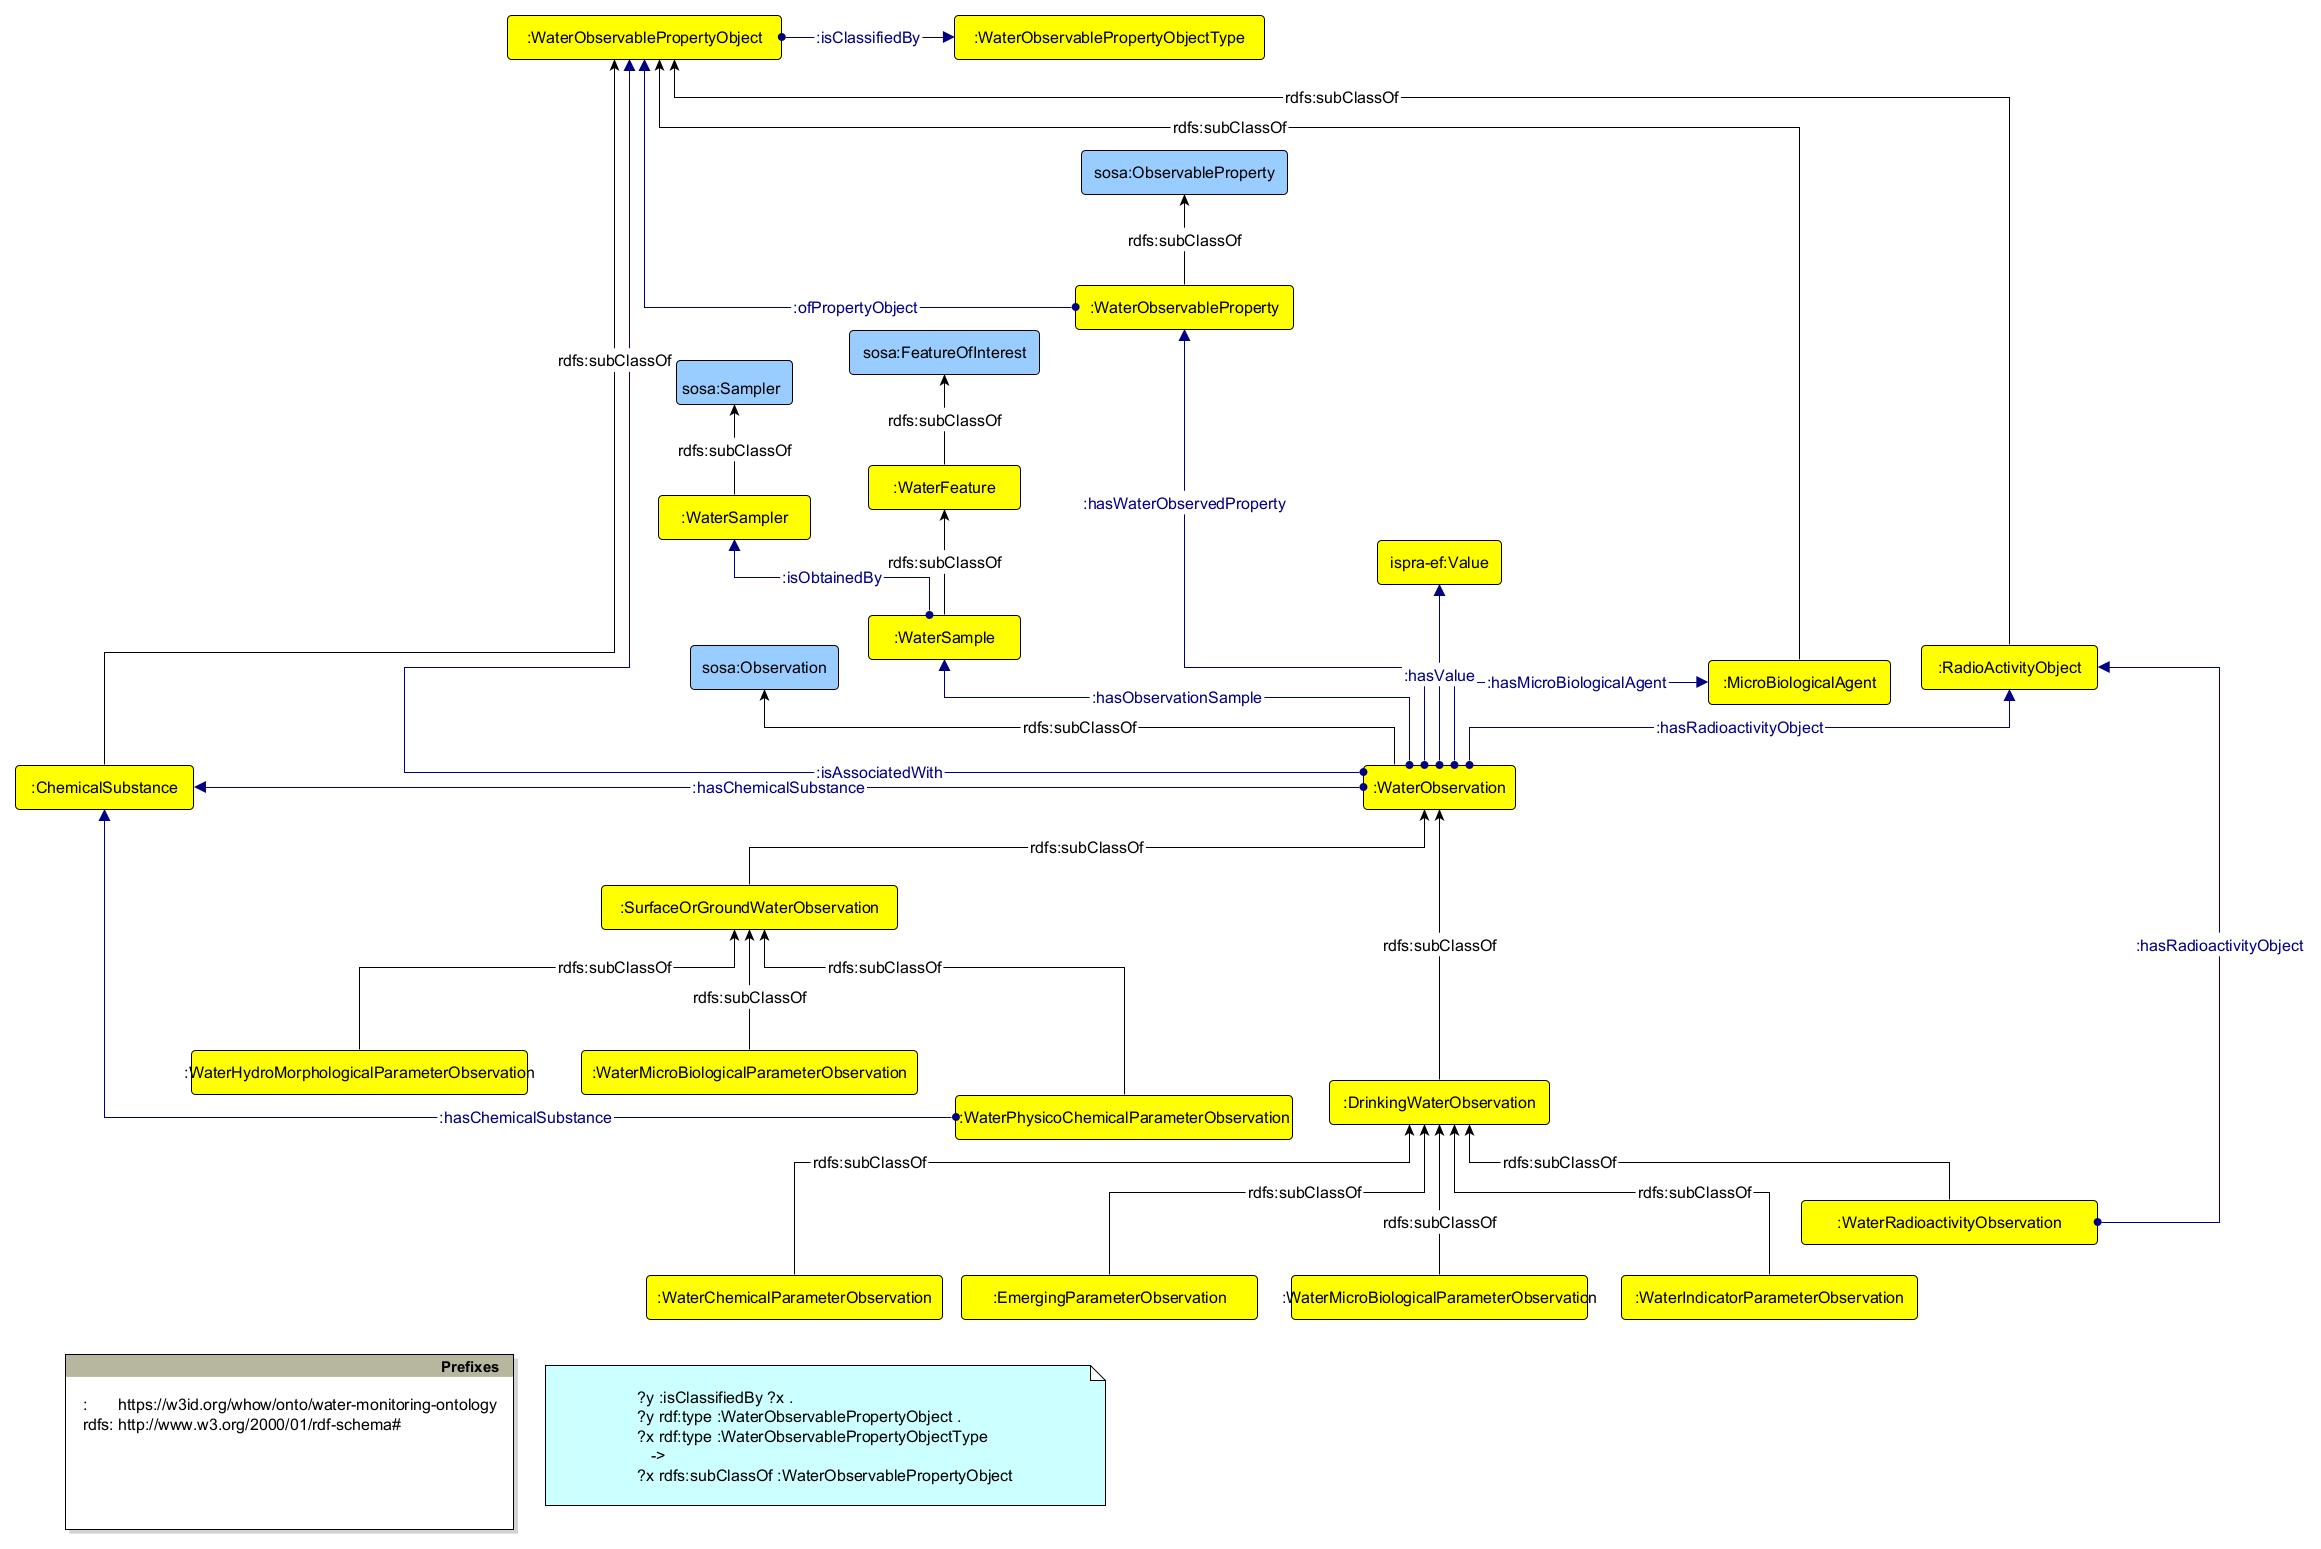 :WaterObservablePropertyObject
:isClassifiedBy
:WaterObservablePropertyObjectType
rdfs:subClassOf
rdfs:subClassOf
sosa:ObservableProperty
rdfs:subClassOf
:ofPropertyObject
:WaterObservableProperty
sosa:FeatureOfInterest
rdfs:subClassOf
sosa:Sampler
rdfs:subClassOf
rdfs:subClassOf
:WaterFeature
:hasWaterObservedProperty
:WaterSampler
rdfs:subClassOf
ispra-ef:Value
:isObtainedBy
:WaterSample
sosa:Observation
:RadioActivityObject
:hasValue
:hasMicroBiologicalAgent
:MicroBiologicalAgent
:hasObservationSample
rdfs:subClassOf
:hasRadioactivityObject
:isAssociatedWith
:ChemicalSubstance
:hasChemicalSubstance
:WaterObservation
rdfs:subClassOf
:SurfaceOrGroundWaterObservation
rdfs:subClassOf
:hasRadioactivityObject
rdfs:subClassOf
rdfs:subClassOf
rdfs:subClassOf
:WaterHydroMorphologicalParameterObservation
:WaterMicroBiologicalParameterObservation
:DrinkingWaterObservation
:hasChemicalSubstance
:WaterPhysicoChemicalParameterObservation
rdfs:subClassOf
rdfs:subClassOf
rdfs:subClassOf
rdfs:subClassOf
rdfs:subClassOf
:WaterRadioactivityObservation
:WaterChemicalParameterObservation
:EmergingParameterObservation
:WaterMicroBiologicalParameterObservation
:WaterIndicatorParameterObservation
Prefixes
: https://w3id.org/whow/onto/water-monitoring-ontology
rdfs: http://www.w3.org/2000/01/rdf-schema#
?y :isClassifiedBy ?x .
?y rdf:type :WaterObservablePropertyObject .
?x rdf:type :WaterObservablePropertyObjectType
->
?x rdfs:subClassOf :WaterObservablePropertyObject